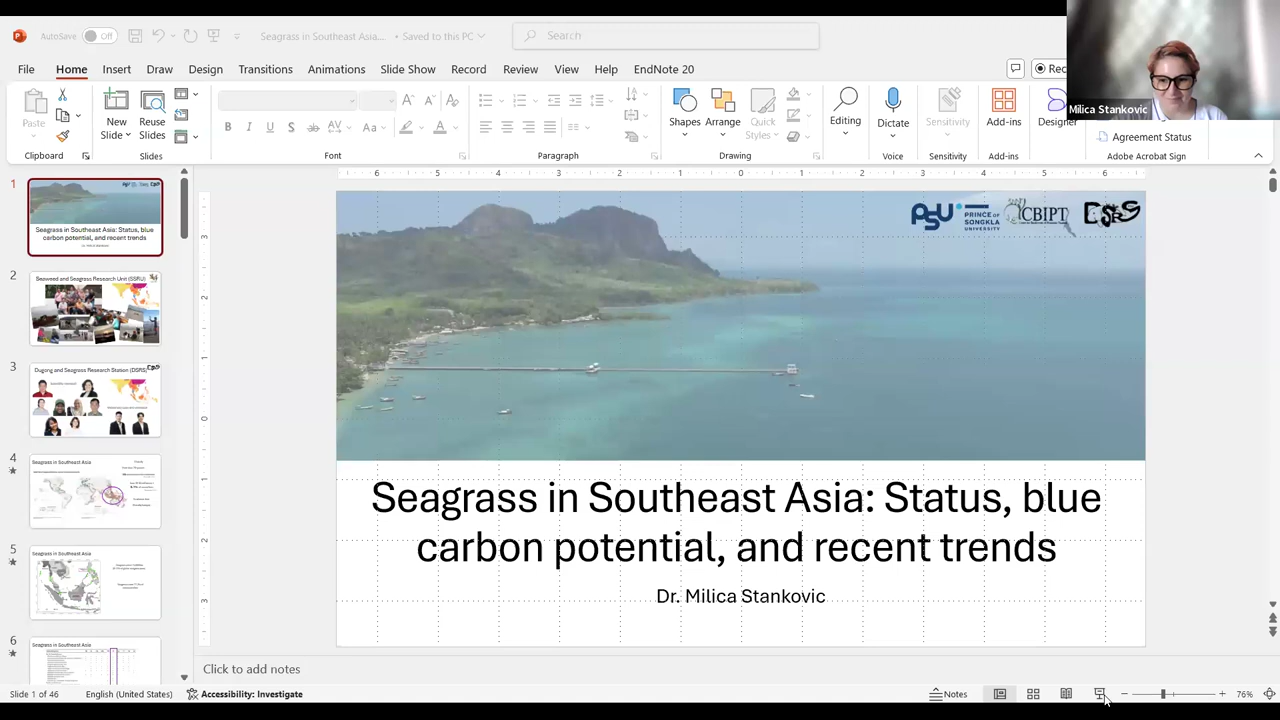 AutoSave Off Seagrass in Southeast Asia... • Saved to this PC Search
File Home Insert Draw Design Transitions Animations Slide Show Record Review View Help EndNote 20 Rec
Milica Stankovic
Paste New Slide Reuse Slides Shapes Arrange Quick Styles Editing Dictate Sensitivity Add-ins Designer
Agreement Status
Clipboard Slides Font Paragraph Drawing Voice Sensitivity Add-ins Adobe Acrobat Sign
1
Seagrass in Southeast Asia: Status, blue
carbon potential, and recent trends
2
Seaweed and Seagrass Research Unit (SSRU)
3
Dugong and Seagrass Research Station (DSRS)
4
Seagrass in Southeast Asia
5
Seagrass in Southeast Asia
6
Seagrass in Southeast Asia
PSU PRINCE OF
SONGKLA
UNIVERSITY
CBIPT
DSRS
Seagrass in Southeast Asia: Status, blue
carbon potential, and recent trends
Dr. Milica Stankovic
Click to add notes
Slide 1 of 46 English (United States) Accessibility: Investigate Notes 76%